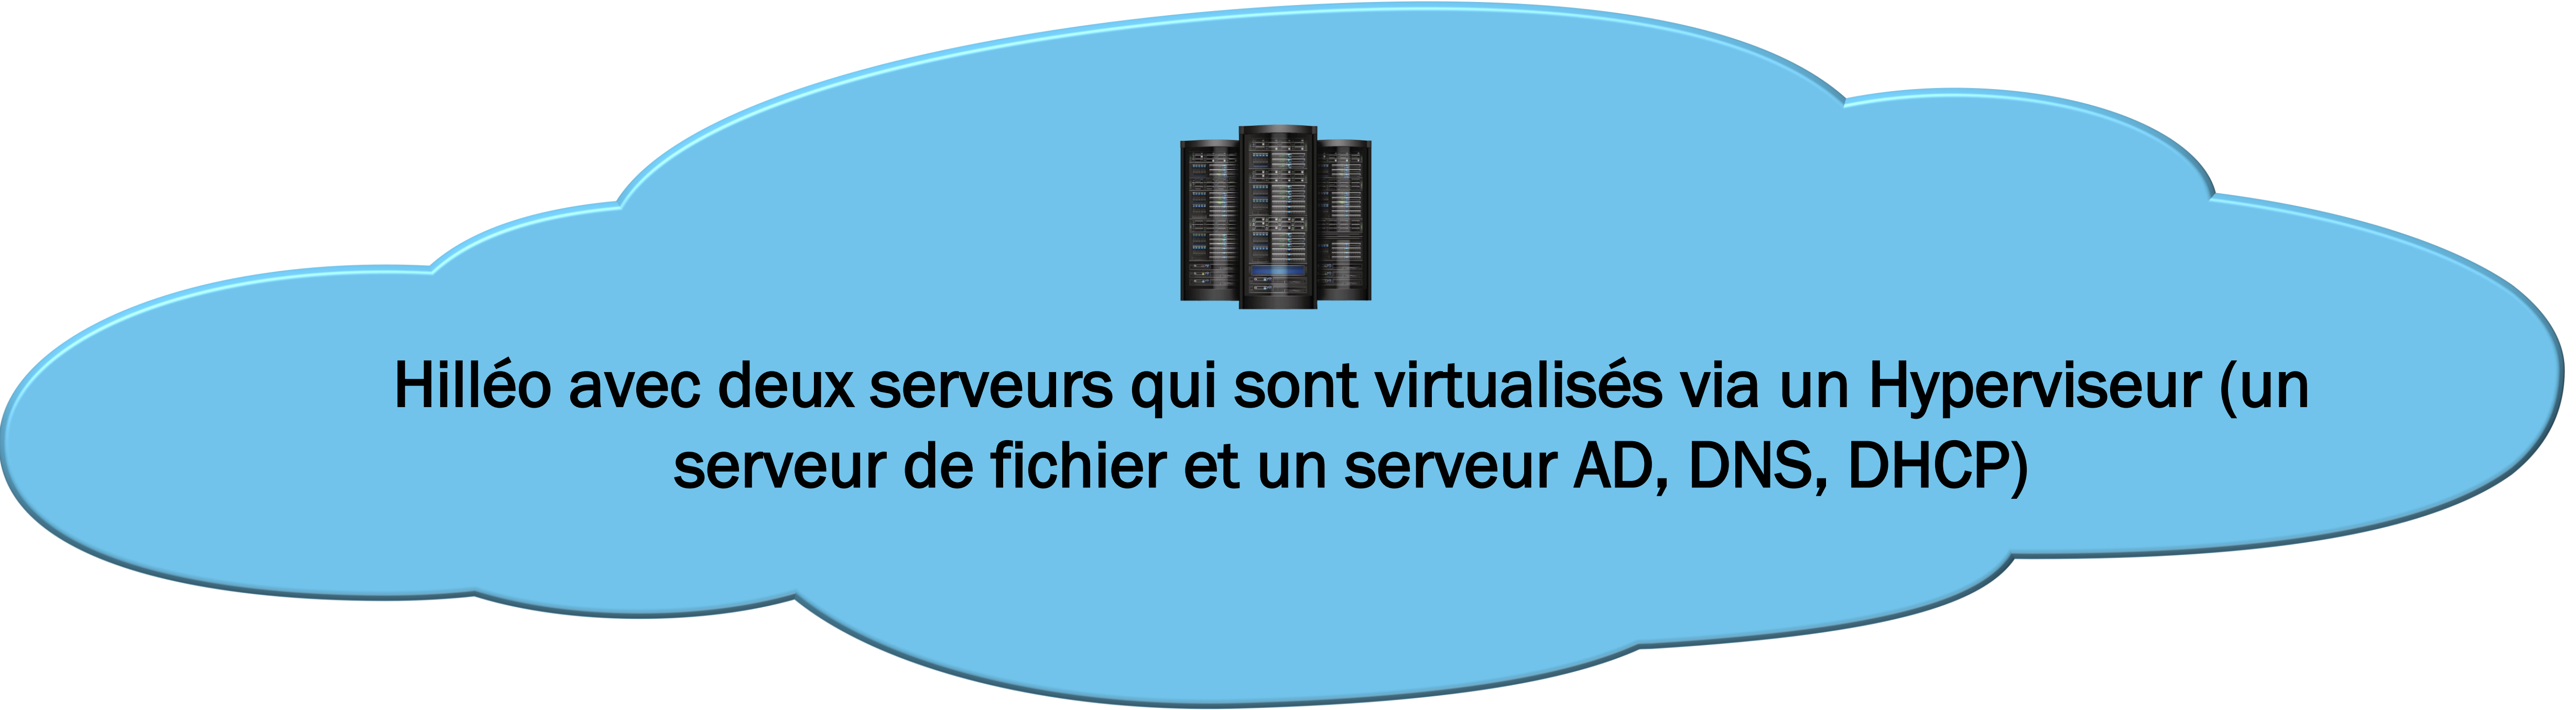 Hilléo avec deux serveurs qui sont virtualisés via un Hyperviseur (un
serveur de fichier et un serveur AD, DNS, DHCP)